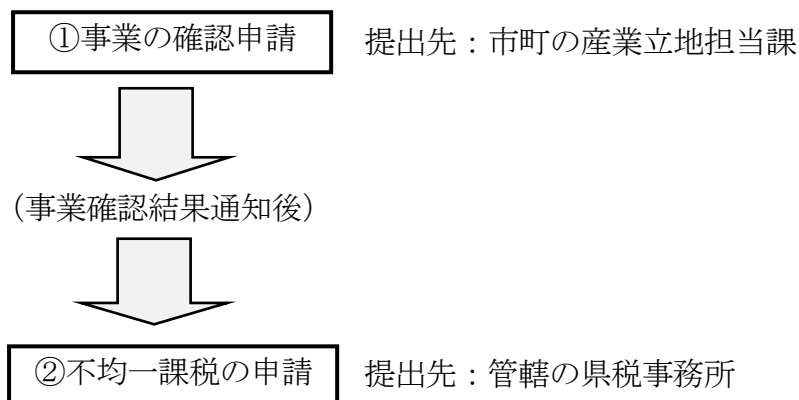 ①事業の確認申請　提出先：市町の産業立地担当課
（事業確認結果通知後）
②不均一課税の申請　提出先：管轄の県税事務所